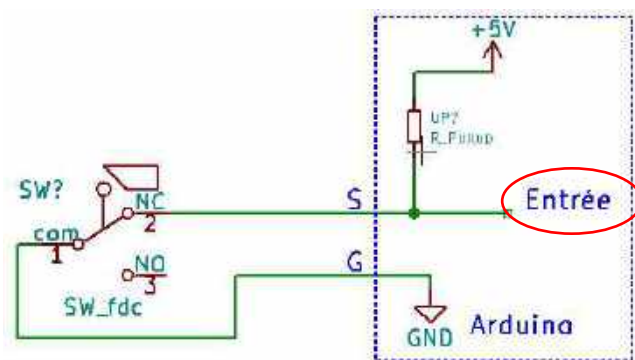 +5V
UP?
R_PullUP
SW?
NC
2
S
Entrée
com
1
NO
3
G
SW_fdc
GND
Arduino